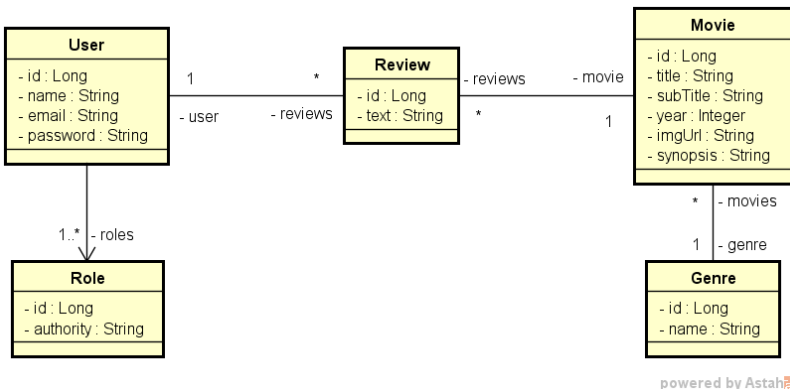 User
- id : Long
- name : String
- email : String
- password : String
1
- user
*
- reviews
Review
- id : Long
- text : String
- reviews
*
- movie
1
Movie
- id : Long
- title : String
- subTitle : String
- year : Integer
- imgUrl : String
- synopsis : String
1..* - roles
* - movies
1 - genre
Role
- id : Long
- authority : String
Genre
- id : Long
- name : String
powered by Astah